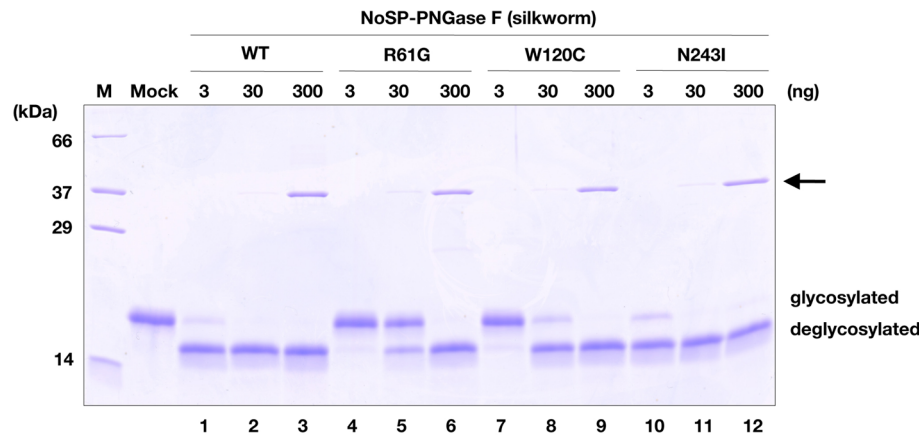 NoSP-PNGase F (silkworm)
WT R61G W120C N243I
M Mock 3 30 300 3 30 300 3 30 300 3 30 300 (ng)
(kDa)
66
37
29
glycosylated
deglycosylated
14
1 2 3 4 5 6 7 8 9 10 11 12